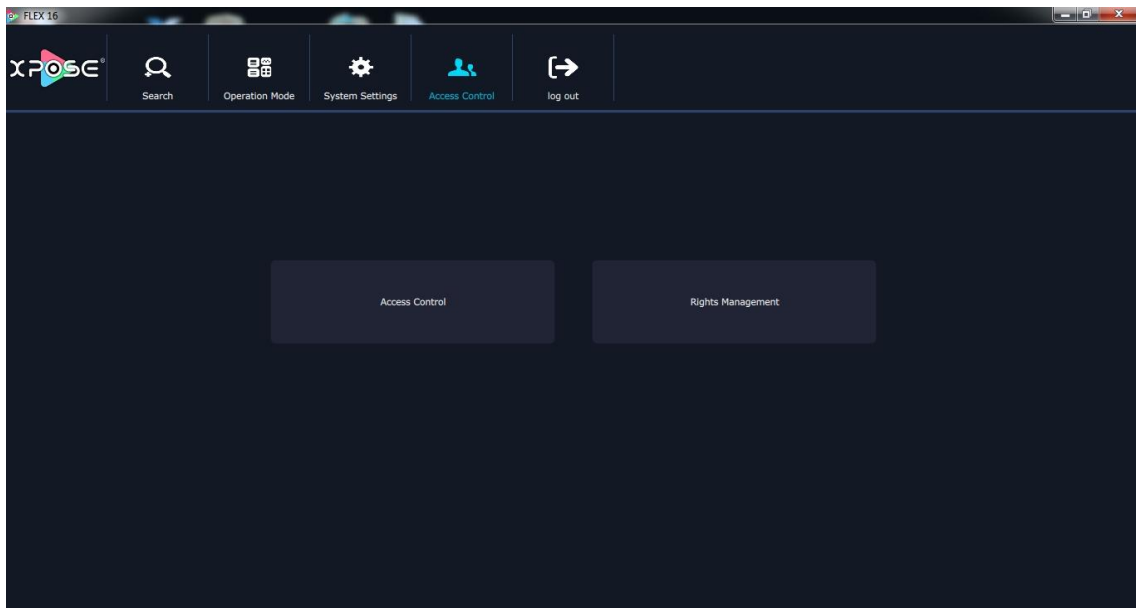 FLEX 16
XPOSE®
Search
Operation Mode
System Settings
Access Control
log out
Access Control
Rights Management